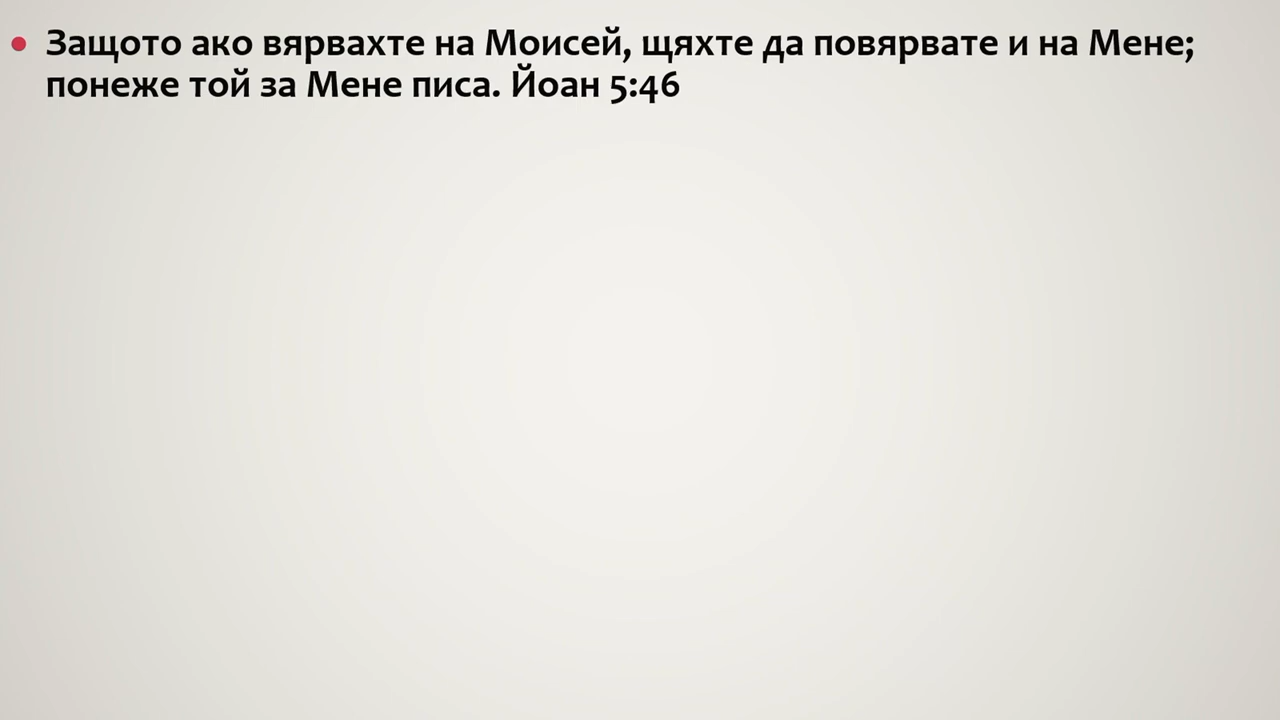 Защото ако вярвахте на Моисей, щяхте да повярвате и на Мене;
понеже той за Мене писа. Йоан 5:46